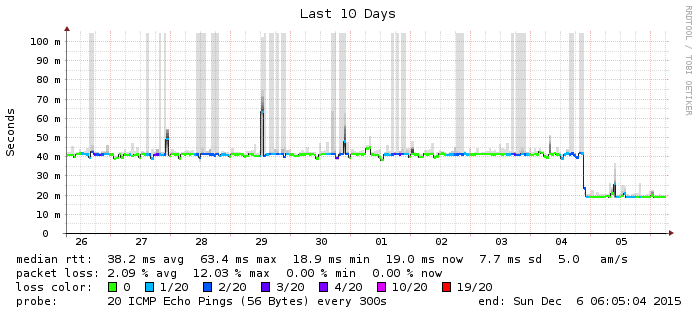 Last 10 Days
RRDTOOL / TOBI OETIKER
Seconds
100 m
90 m
80 m
70 m
60 m
50 m
40 m
30 m
20 m
10 m
0
26 27 28 29 30 01 02 03 04 05
median rtt: 38.2 ms avg 63.4 ms max 18.9 ms min 19.0 ms now 7.7 ms sd 5.0 am/s
packet loss: 2.09 % avg 12.03 % max 0.00 % min 0.00 % now
loss color: 0 1/20 2/20 3/20 4/20 10/20 19/20
probe: 20 ICMP Echo Pings (56 Bytes) every 300s end: Sun Dec 6 06:05:04 2015